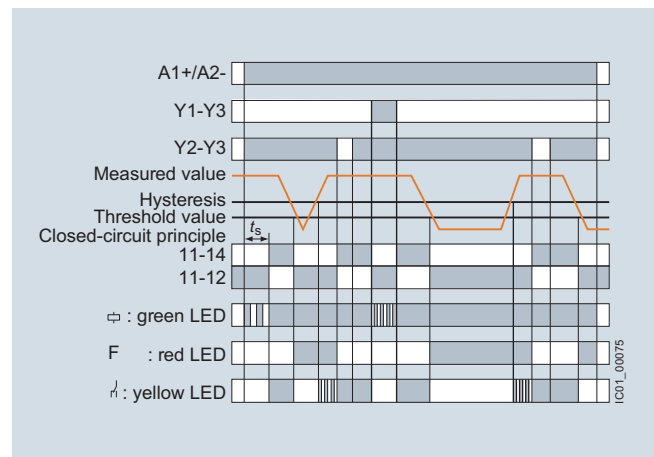 A1+/A2-
Y1-Y3
Y2-Y3
Measured value
Hysteresis
Threshold value
Closed-circuit principle
ts
11-14
11-12
: green LED
F : red LED
: yellow LED
IC01_00075